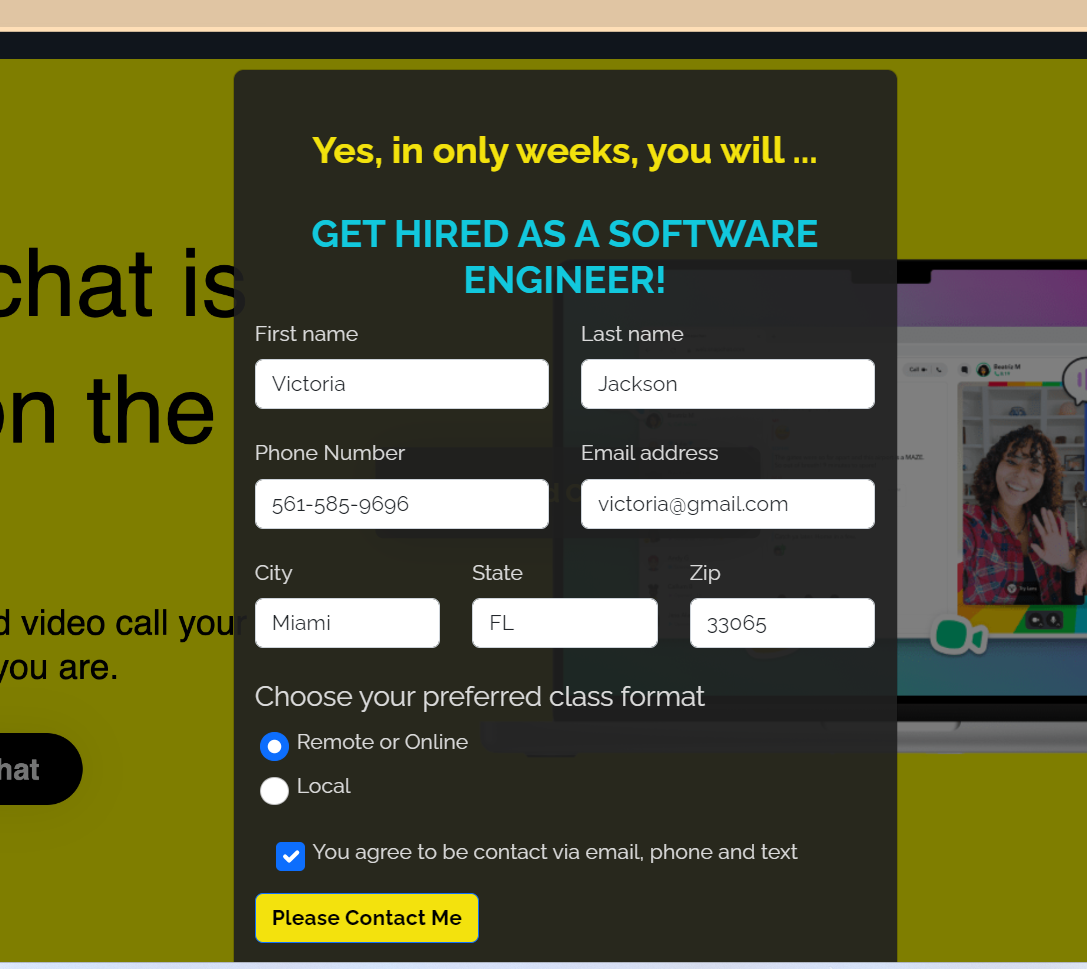 Yes, in only weeks, you will ...
GET HIRED AS A SOFTWARE
ENGINEER!
chat is
on the
First name
Last name
Victoria
Jackson
Call
Beatriz M
Phone Number
Email address
a MAZE.
561-585-9696
victoria@gmail.com
City
State
Zip
d video call your
you are.
Miami
FL
33065
Choose your preferred class format
Remote or Online
hat
Local
You agree to be contact via email, phone and text
Please Contact Me